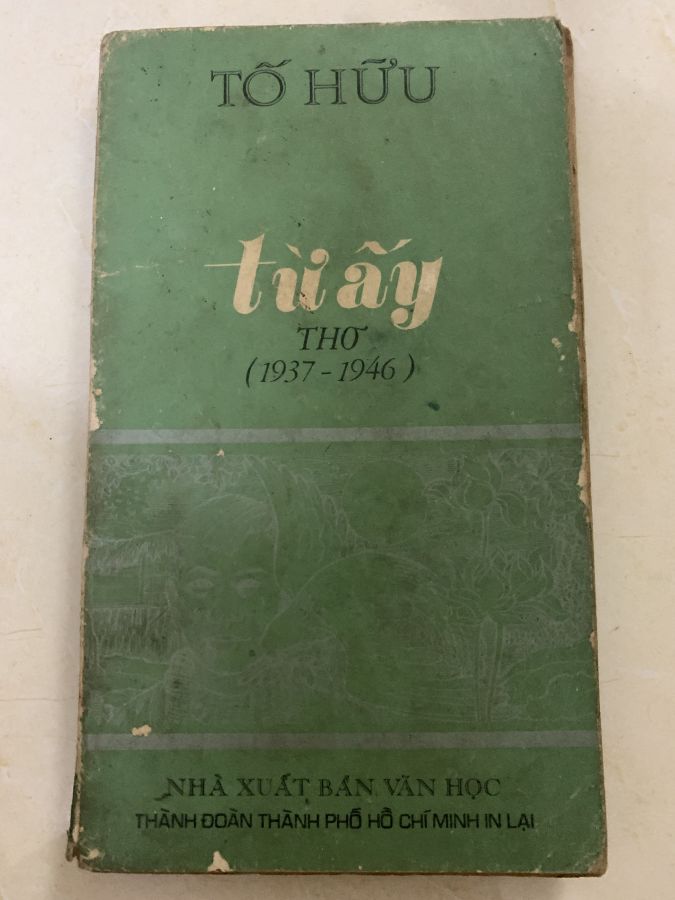 TỐ HỮU
từ ấy
THƠ
(1937 - 1946)
NHÀ XUẤT BẢN VĂN HỌC
THÀNH ĐOÀN THÀNH PHỐ HỒ CHÍ MINH IN LẠI